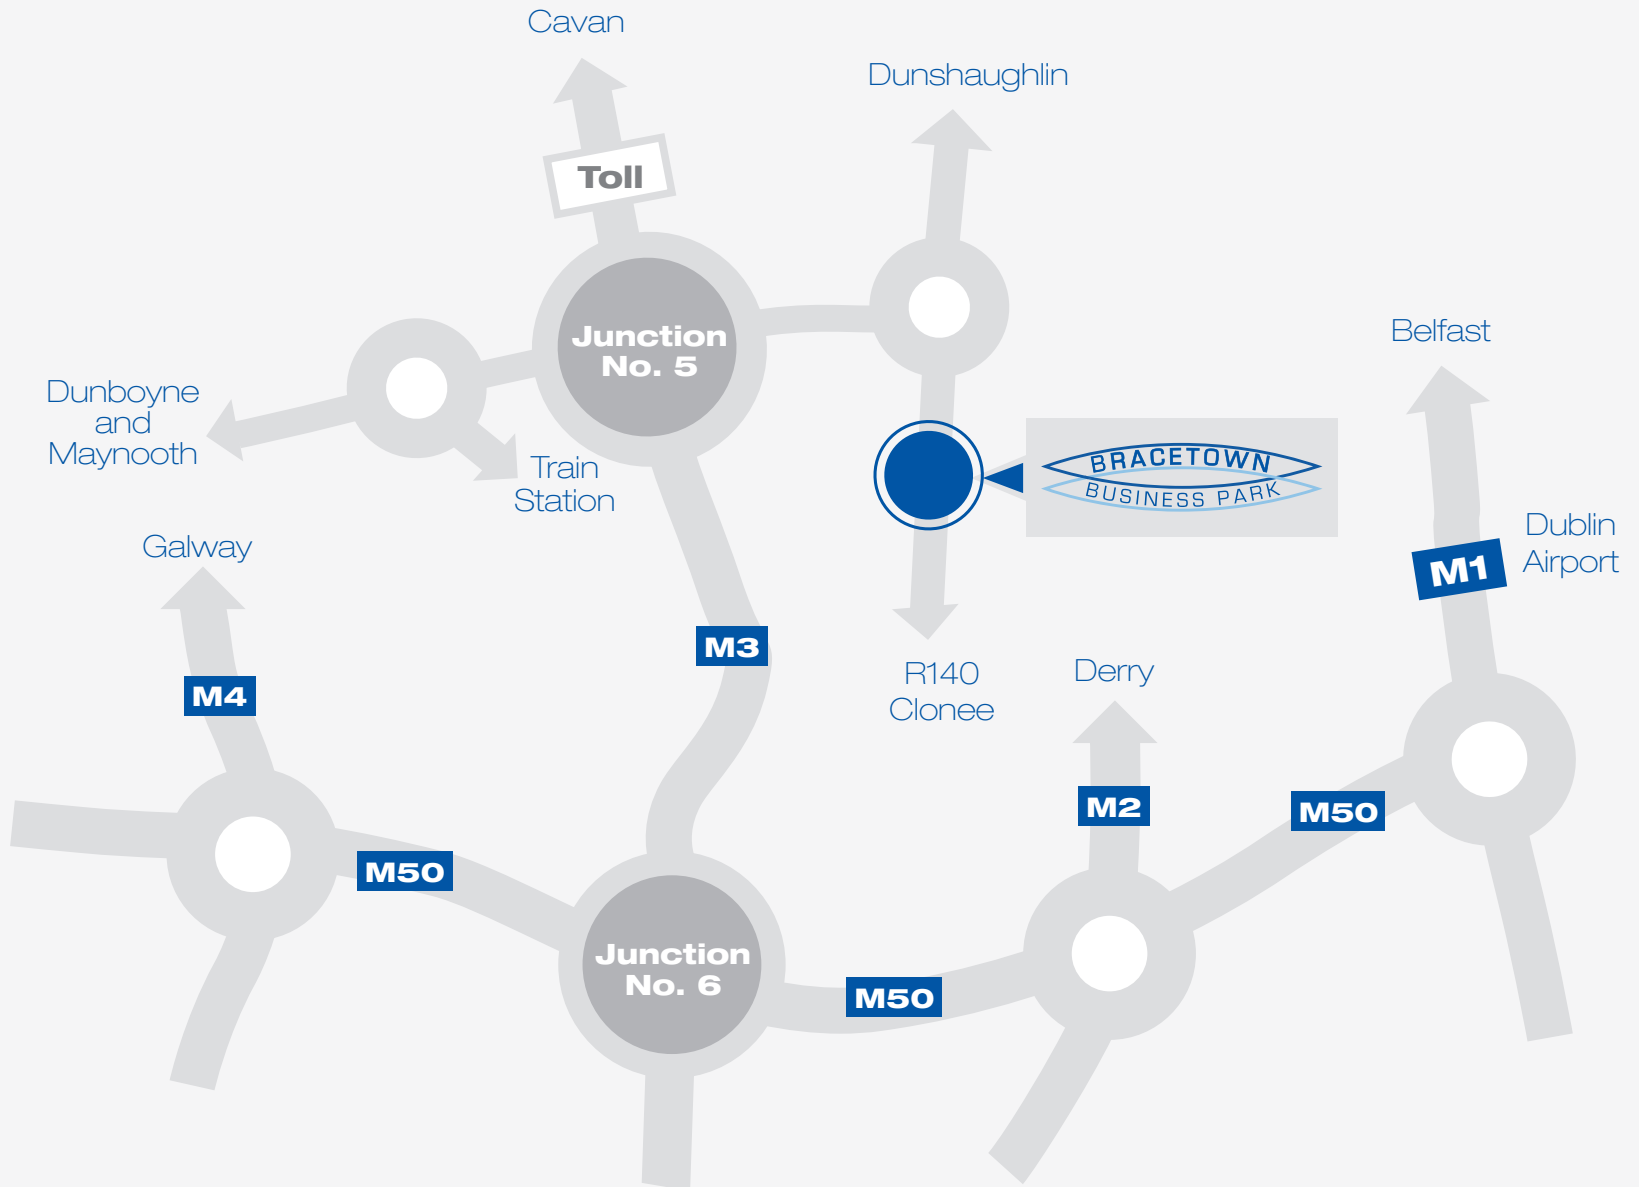 Cavan
Dunshaughlin
Toll
Junction
No. 5
Belfast
Dunboyne
and
Maynooth
Train
Station
BRACETOWN
BUSINESS PARK
Galway
Dublin
Airport
M1
M3
R140
Clonee
Derry
M4
M2
M50
M50
Junction
No. 6
M50